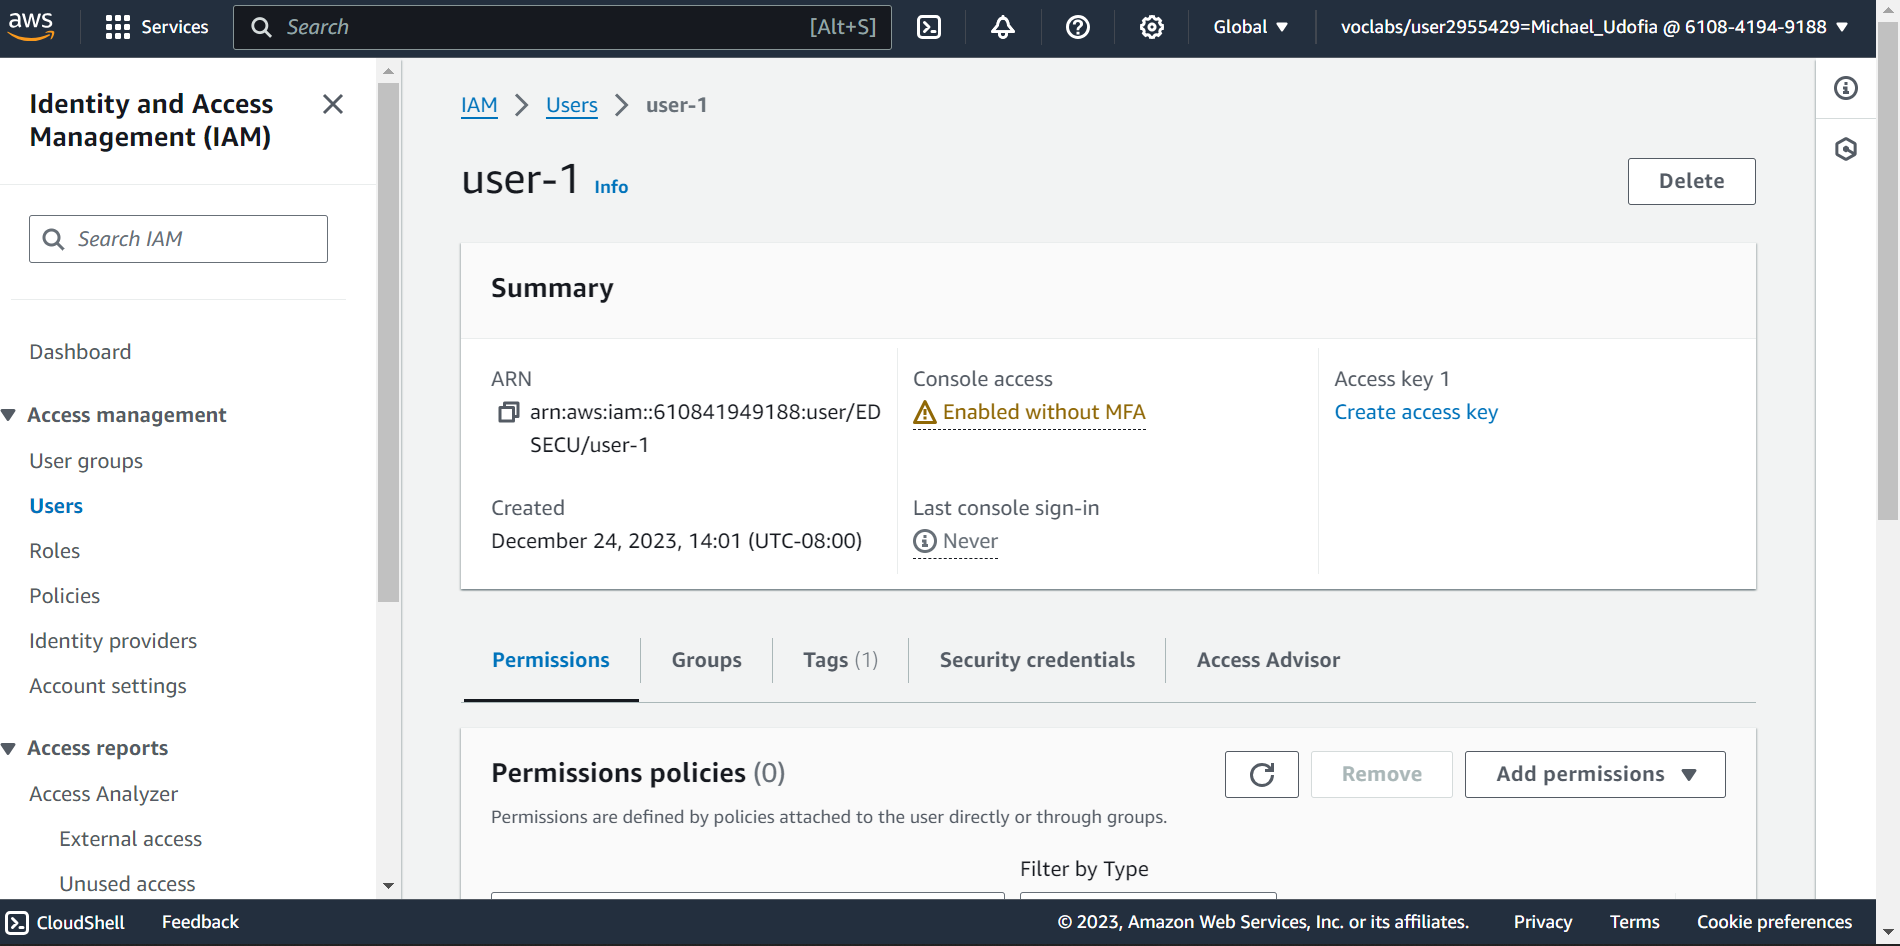 aws
Services
Search [Alt+S]
Global
voclabs/user2955429=Michael_Udofia @ 6108-4194-9188
Identity and Access
Management (IAM)
Search IAM
Dashboard
Access management
User groups
Users
Roles
Policies
Identity providers
Account settings
Access reports
Access Analyzer
External access
Unused access
IAM > Users > user-1
user-1 Info
Delete
Summary
ARN
arn:aws:iam::610841949188:user/ED
SECU/user-1
Created
December 24, 2023, 14:01 (UTC-08:00)
Console access
Enabled without MFA
Last console sign-in
Never
Access key 1
Create access key
Permissions
Groups
Tags (1)
Security credentials
Access Advisor
Permissions policies (0)
Remove
Add permissions
Permissions are defined by policies attached to the user directly or through groups.
Filter by Type
CloudShell
Feedback
© 2023, Amazon Web Services, Inc. or its affiliates.
Privacy
Terms
Cookie preferences